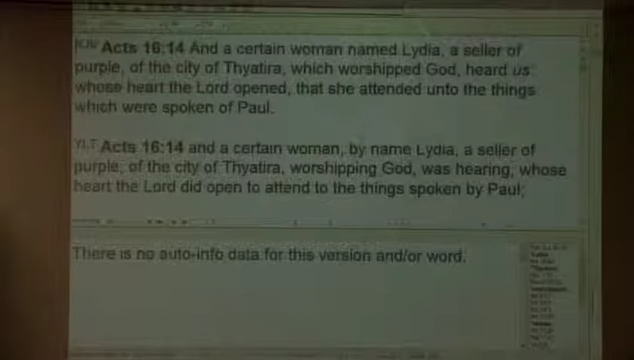 KJV Acts 16:14 And a certain woman named Lydia, a seller of
purple, of the city of Thyatira, which worshipped God, heard us:
whose heart the Lord opened, that she attended unto the things
which were spoken of Paul.
YLT Acts 16:14 and a certain woman, by name Lydia, a seller of
purple, of the city of Thyatira, worshipping God, was hearing, whose
heart the Lord did open to attend to the things spoken by Paul;
There is no auto-info data for this version and/or word.